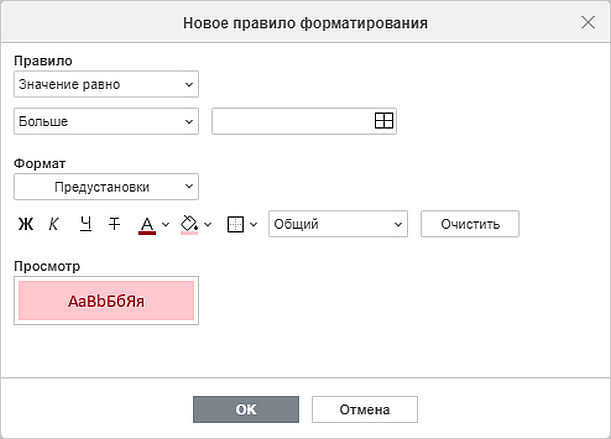 Новое правило форматирования
Правило
Значение равно
Больше
Формат
Предустановки
Ж К Ч Т А Общий Очистить
Просмотр
AaBbБбЯя
OK Отмена